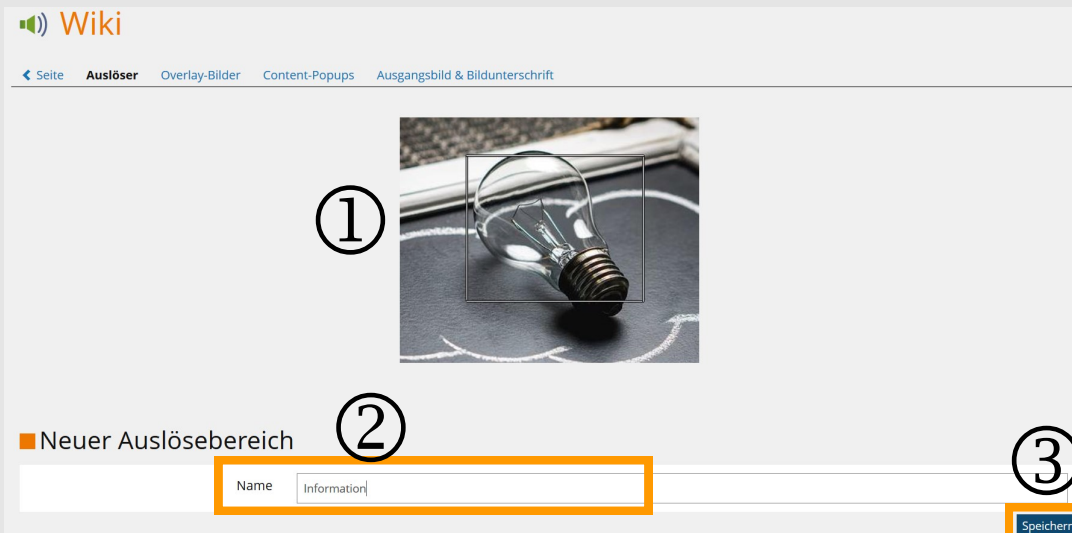 Wiki
Seite Auslöser Overlay-Bilder Content-Popups Ausgangsbild & Bildunterschrift
①
②
Neuer Auslösebereich
③
Name Information
Speichern